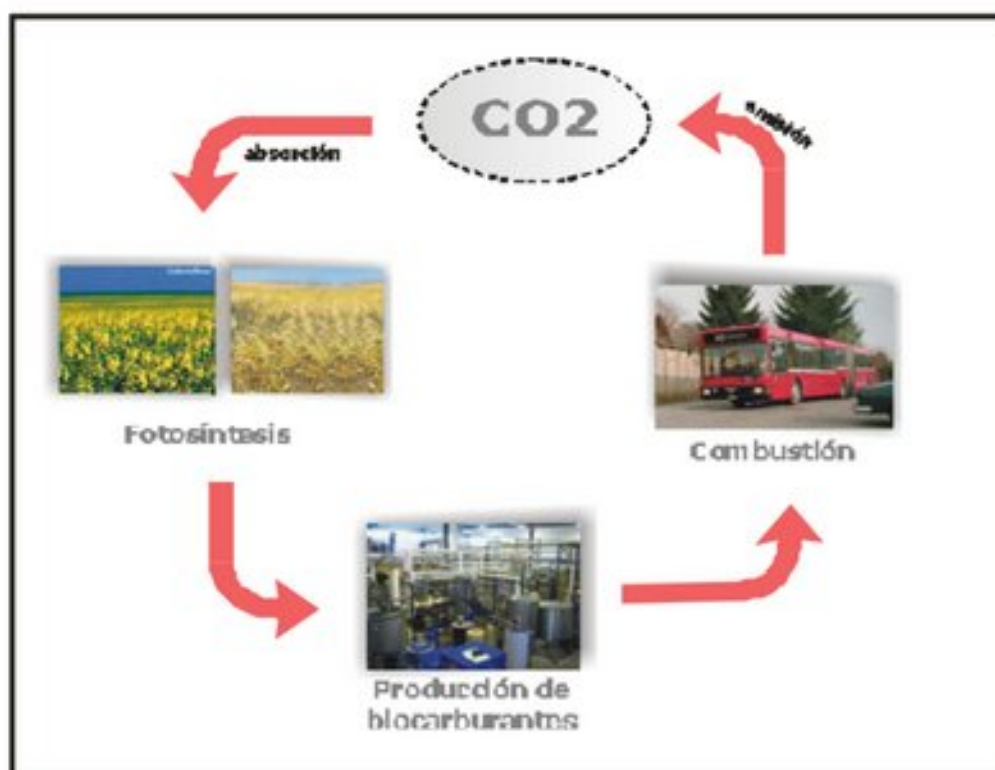 CO2
absorción
emisión
Fotosíntesis
Combustión
Producción de
biocarburantes